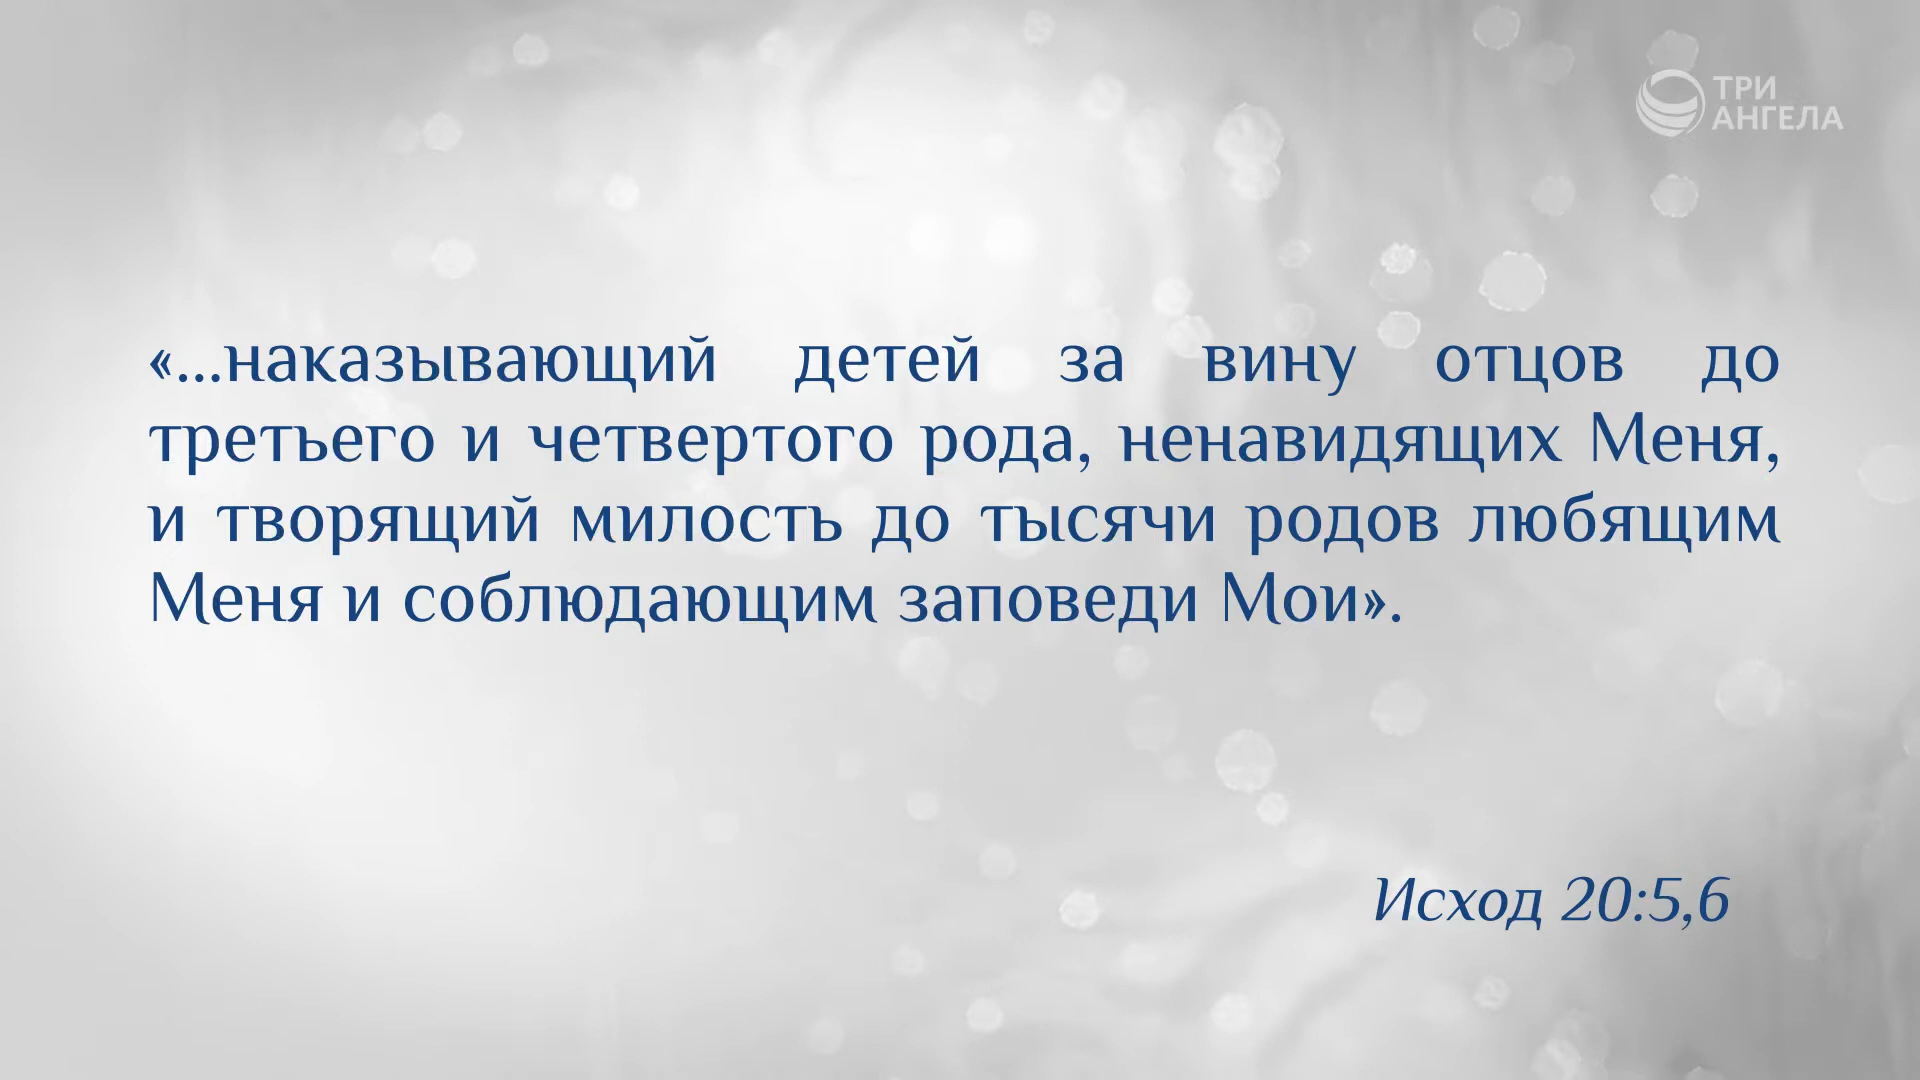 ТРИ
АНГЕЛА
«...наказывающий детей за вину отцов до
третьего и четвертого рода, ненавидящих Меня,
и творящий милость до тысячи родов любящим
Меня и соблюдающим заповеди Мои».
Исход 20:5,6